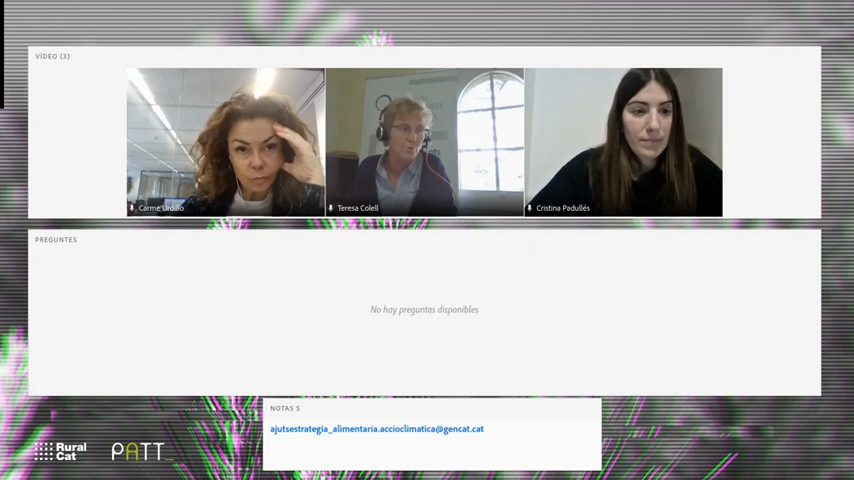 VÍDEO (3)
Carme Urdillo
Teresa Colell
Cristina Padullés
PREGUNTES
No hay preguntas disponibles
NOTAS 5
ajutsestrategia_alimentaria.accioclimatica@gencat.cat
Rural
Cat
PATT_